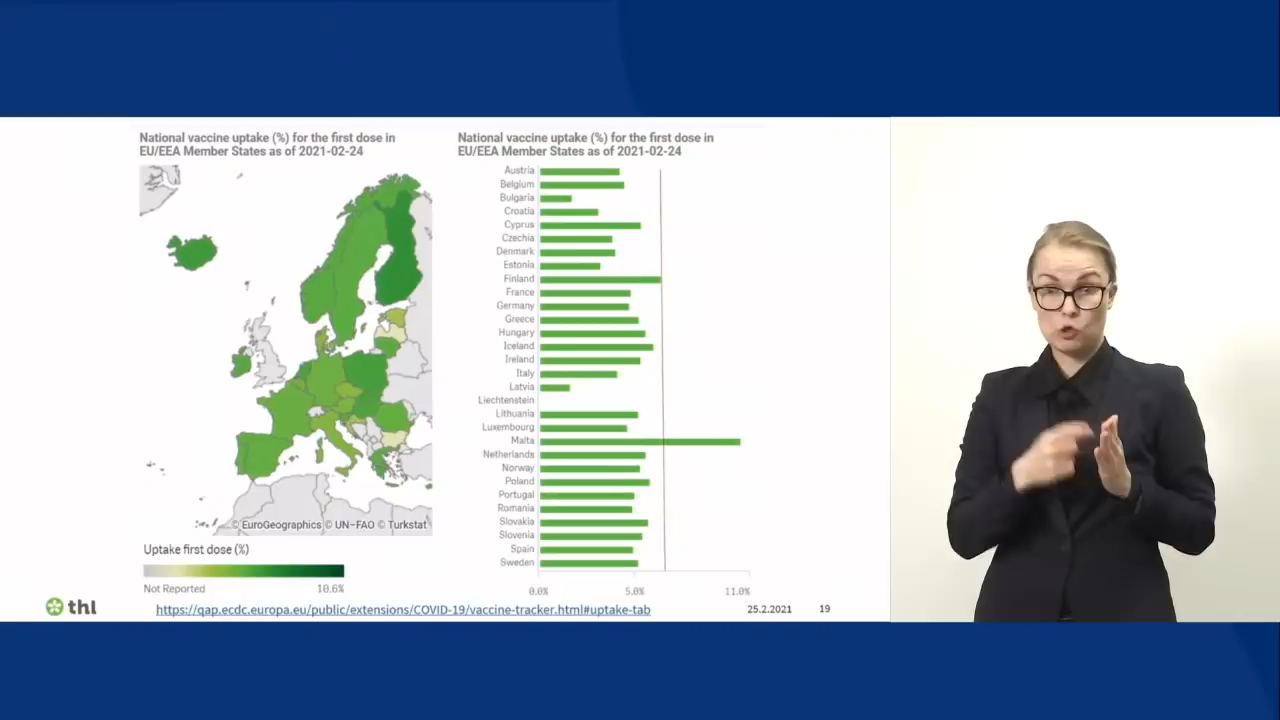 National vaccine uptake (%) for the first dose in
EU/EEA Member States as of 2021-02-24
© EuroGeographics © UN-FAO © Turkstat
Uptake first dose (%)
Not Reported
10.6%
National vaccine uptake (%) for the first dose in
EU/EEA Member States as of 2021-02-24
Austria
Belgium
Bulgaria
Croatia
Cyprus
Czechia
Denmark
Estonia
Finland
France
Germany
Greece
Hungary
Iceland
Ireland
Italy
Latvia
Liechtenstein
Lithuania
Luxembourg
Malta
Netherlands
Norway
Poland
Portugal
Romania
Slovakia
Slovenia
Spain
Sweden
0.0%
5.0%
11.0%
thl
https://qap.ecdc.europa.eu/public/extensions/COVID-19/vaccine-tracker.html#uptake-tab
25.2.2021
19